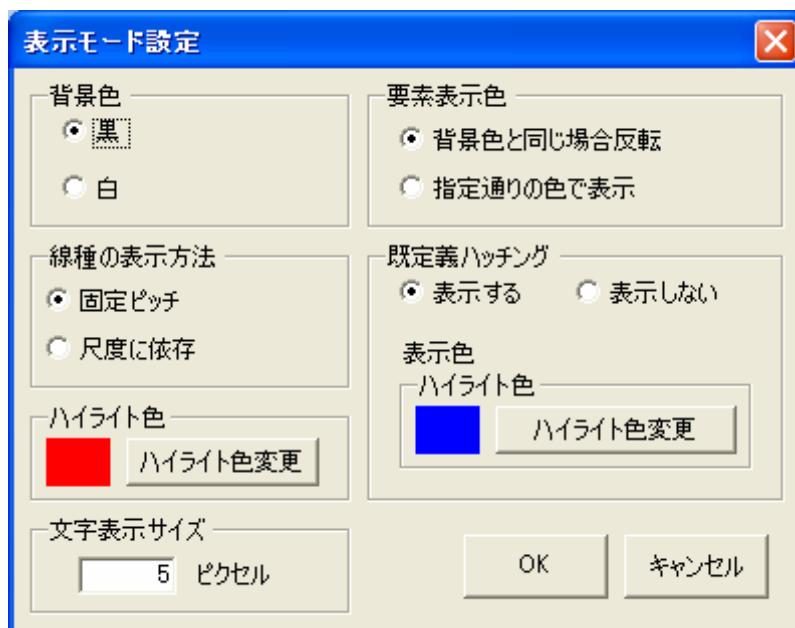 表示モード設定
背景色
黒
白
要素表示色
背景色と同じ場合反転
指定通りの色で表示
線種の表示方法
固定ピッチ
尺度に依存
既定義ハッチング
表示する
表示しない
表示色
ハイライト色
ハイライト色変更
ハイライト色
ハイライト色変更
文字表示サイズ
5 ピクセル
OK
キャンセル